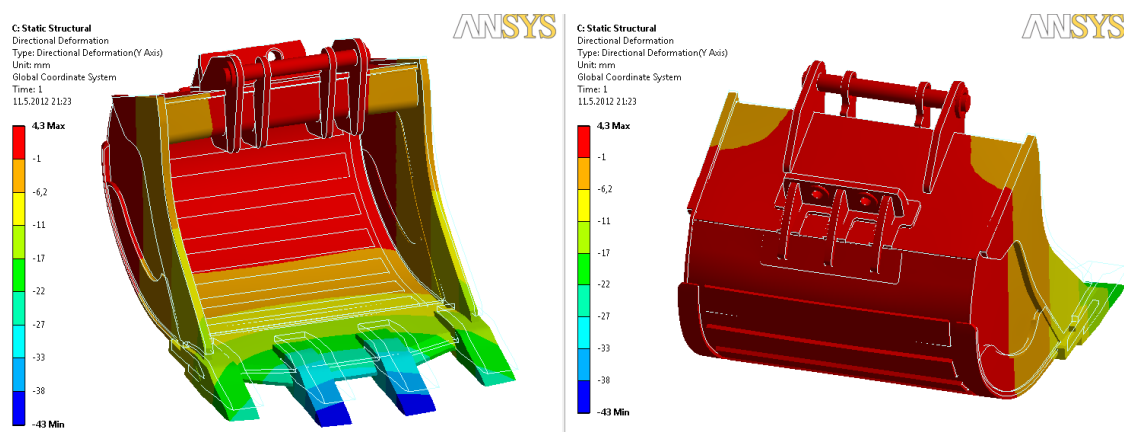 C: Static Structural
Directional Deformation
Type: Directional Deformation(Y Axis)
Unit: mm
Global Coordinate System
Time: 1
11.5.2012 21:23
4,3 Max
-1
-6,2
-11
-17
-22
-27
-33
-38
-43 Min
ANSYS
C: Static Structural
Directional Deformation
Type: Directional Deformation(Y Axis)
Unit: mm
Global Coordinate System
Time: 1
11.5.2012 21:23
4,3 Max
-1
-6,2
-11
-17
-22
-27
-33
-38
-43 Min
ANSYS